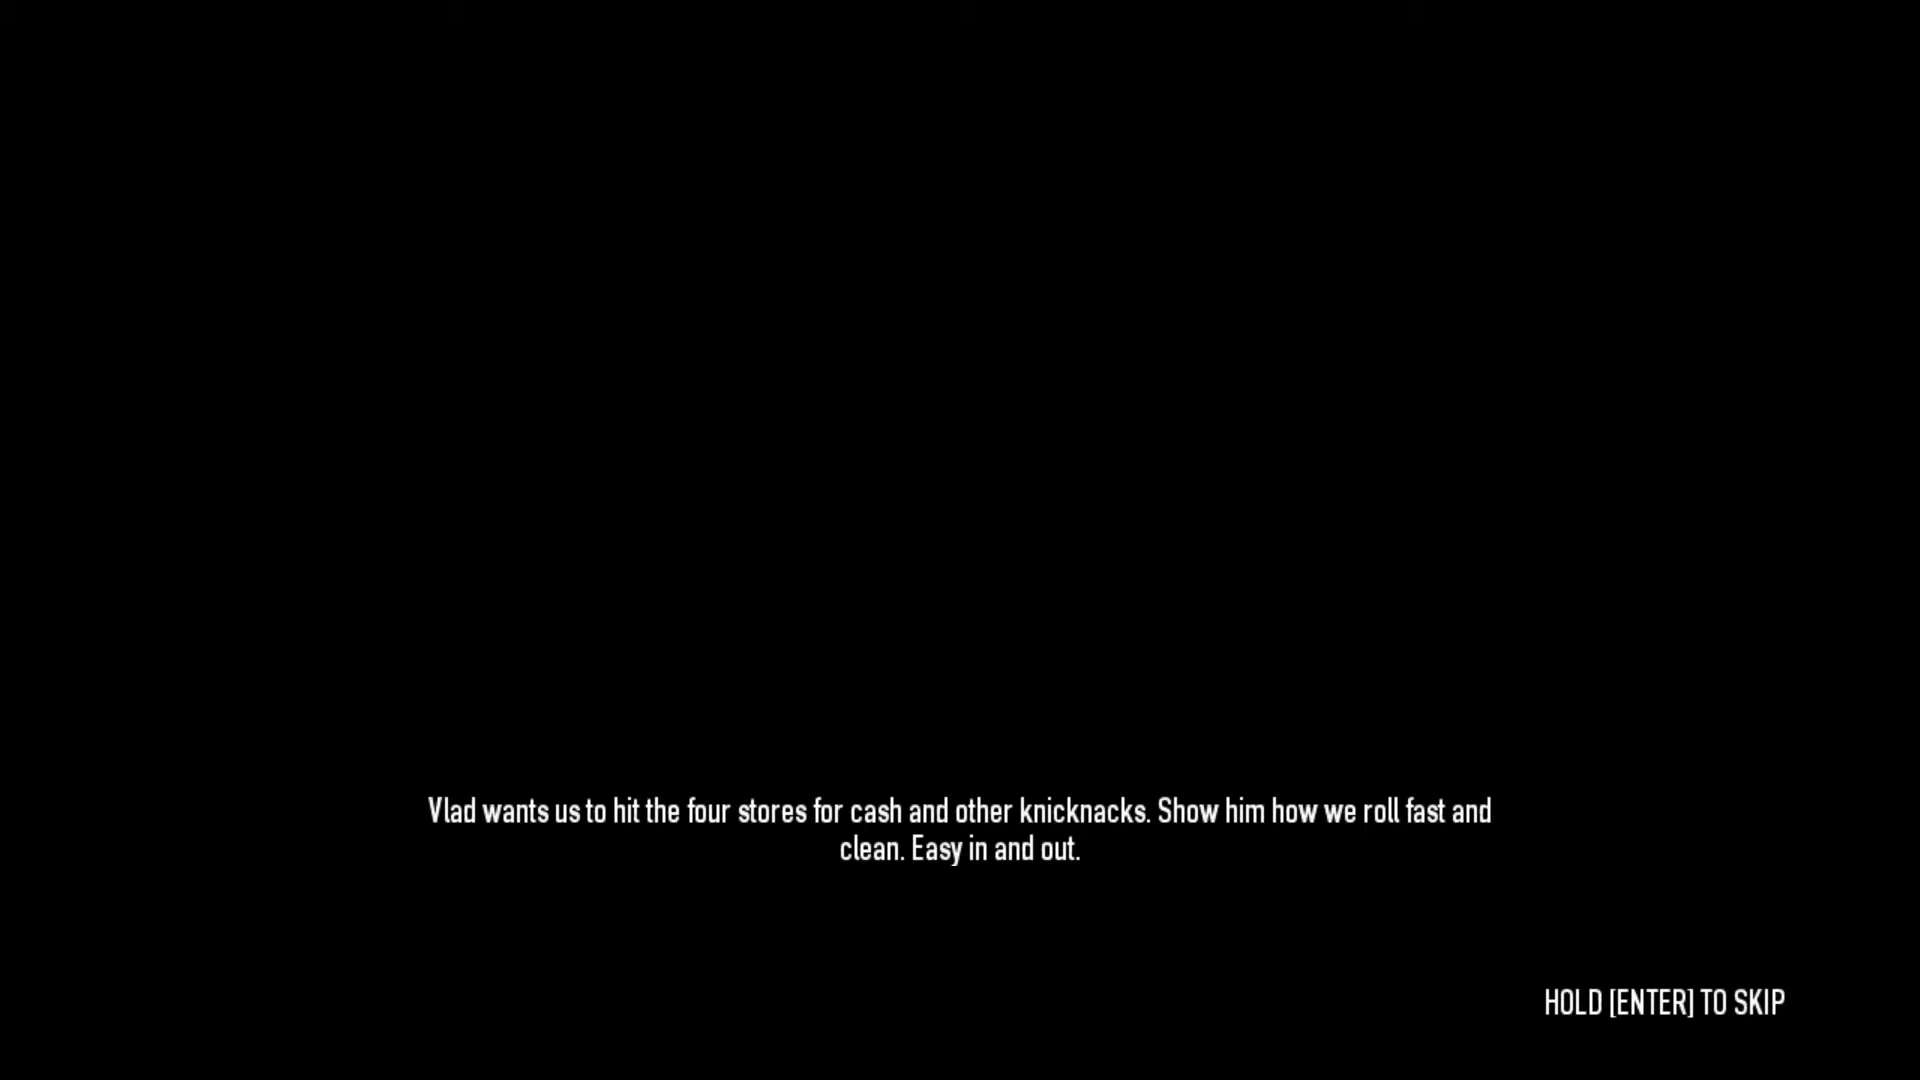 Vlad wants us to hit the four stores for cash and other knicknacks. Show him how we roll fast and
clean. Easy in and out.
HOLD [ENTER] TO SKIP